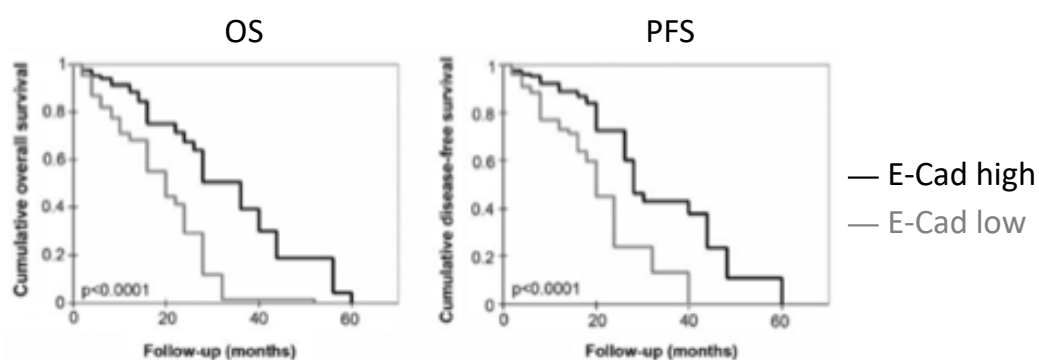 OS
Cumulative overall survival
1
0.8
0.6
0.4
0.2
0
p<0.0001
0
20
40
60
Follow-up (months)
PFS
Cumulative disease-free survival
1
0.8
0.6
0.4
0.2
0
p<0.0001
0
20
40
60
Follow-up (months)
E-Cad high
E-Cad low